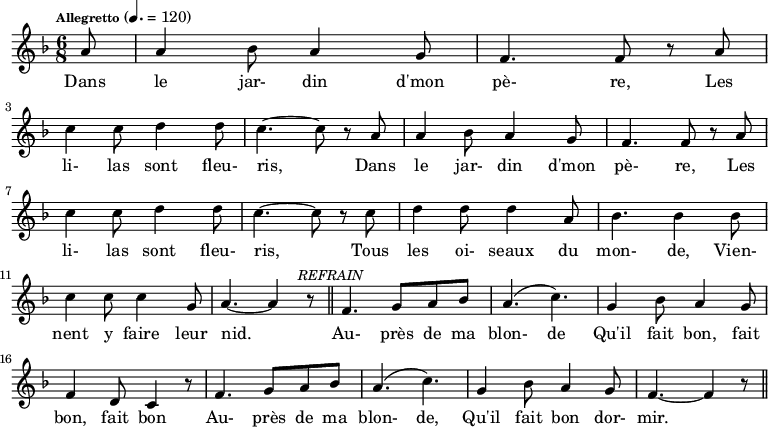 Allegretto (♩. = 120)
6/8
Dans le jar- din d'mon pè- re, Les
3
li- las sont fleu- ris, Dans le jar- din d'mon pè- re, Les
7
li- las sont fleu- ris, Tous les oi- seaux du mon- de, Vien-
11
REFRAIN
nent y faire leur nid. Au- près de ma blon- de Qu'il fait bon, fait
16
bon, fait bon Au- près de ma blon- de, Qu'il fait bon dor- mir.